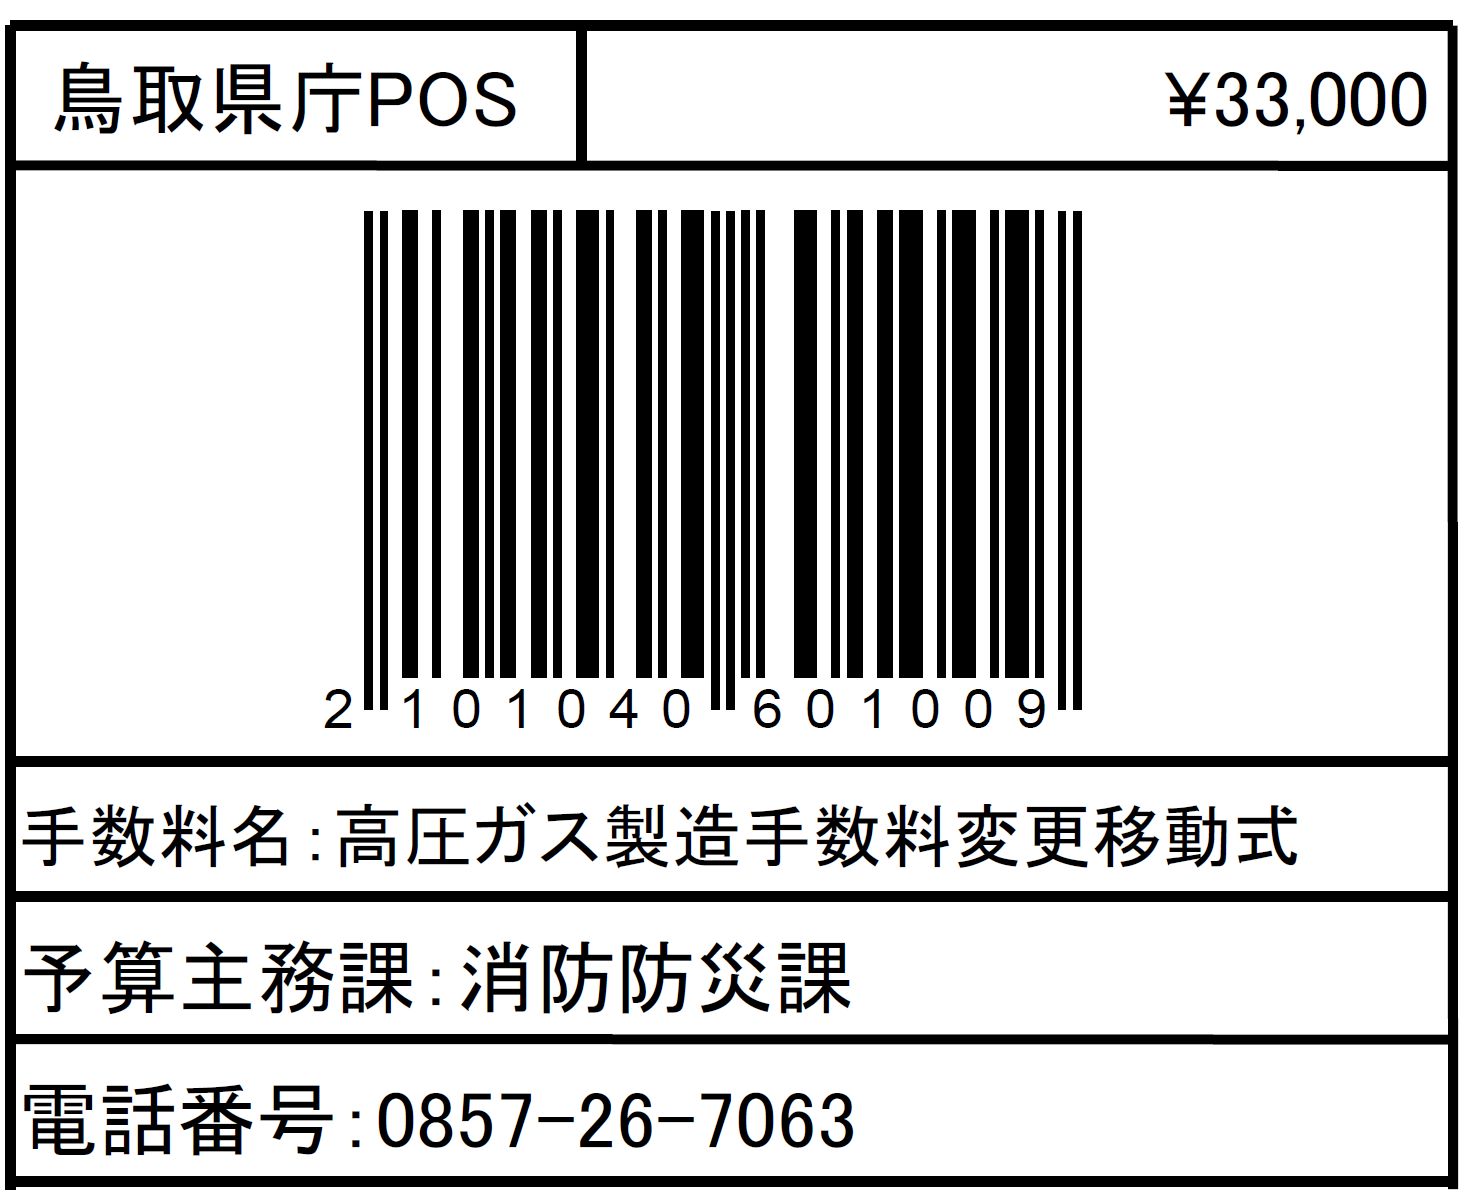 鳥取県庁POS
¥33,000
2 101040 601009
手数料名:高圧ガス製造手数料変更移動式
予算主務課:消防防災課
電話番号:0857-26-7063